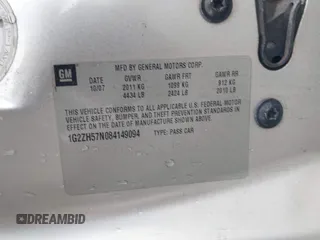 GM
MFD BY GENERAL MOTORS CORP.
DATE GVWR GAWR FRT GAWR RR
10/07 2011 KG 1099 KG 912 KG
4434 LB 2424 LB 2010 LB
THIS VEHICLE CONFORMS TO ALL APPLICABLE U.S. FEDERAL MOTOR
VEHICLE SAFETY, BUMPER, AND THEFT PREVENTION STANDARDS
IN EFFECT ON THE DATE OF MANUFACTURE SHOWN ABOVE.
1G2ZH57N084149094 TYPE: PASS CAR
DREAMBID